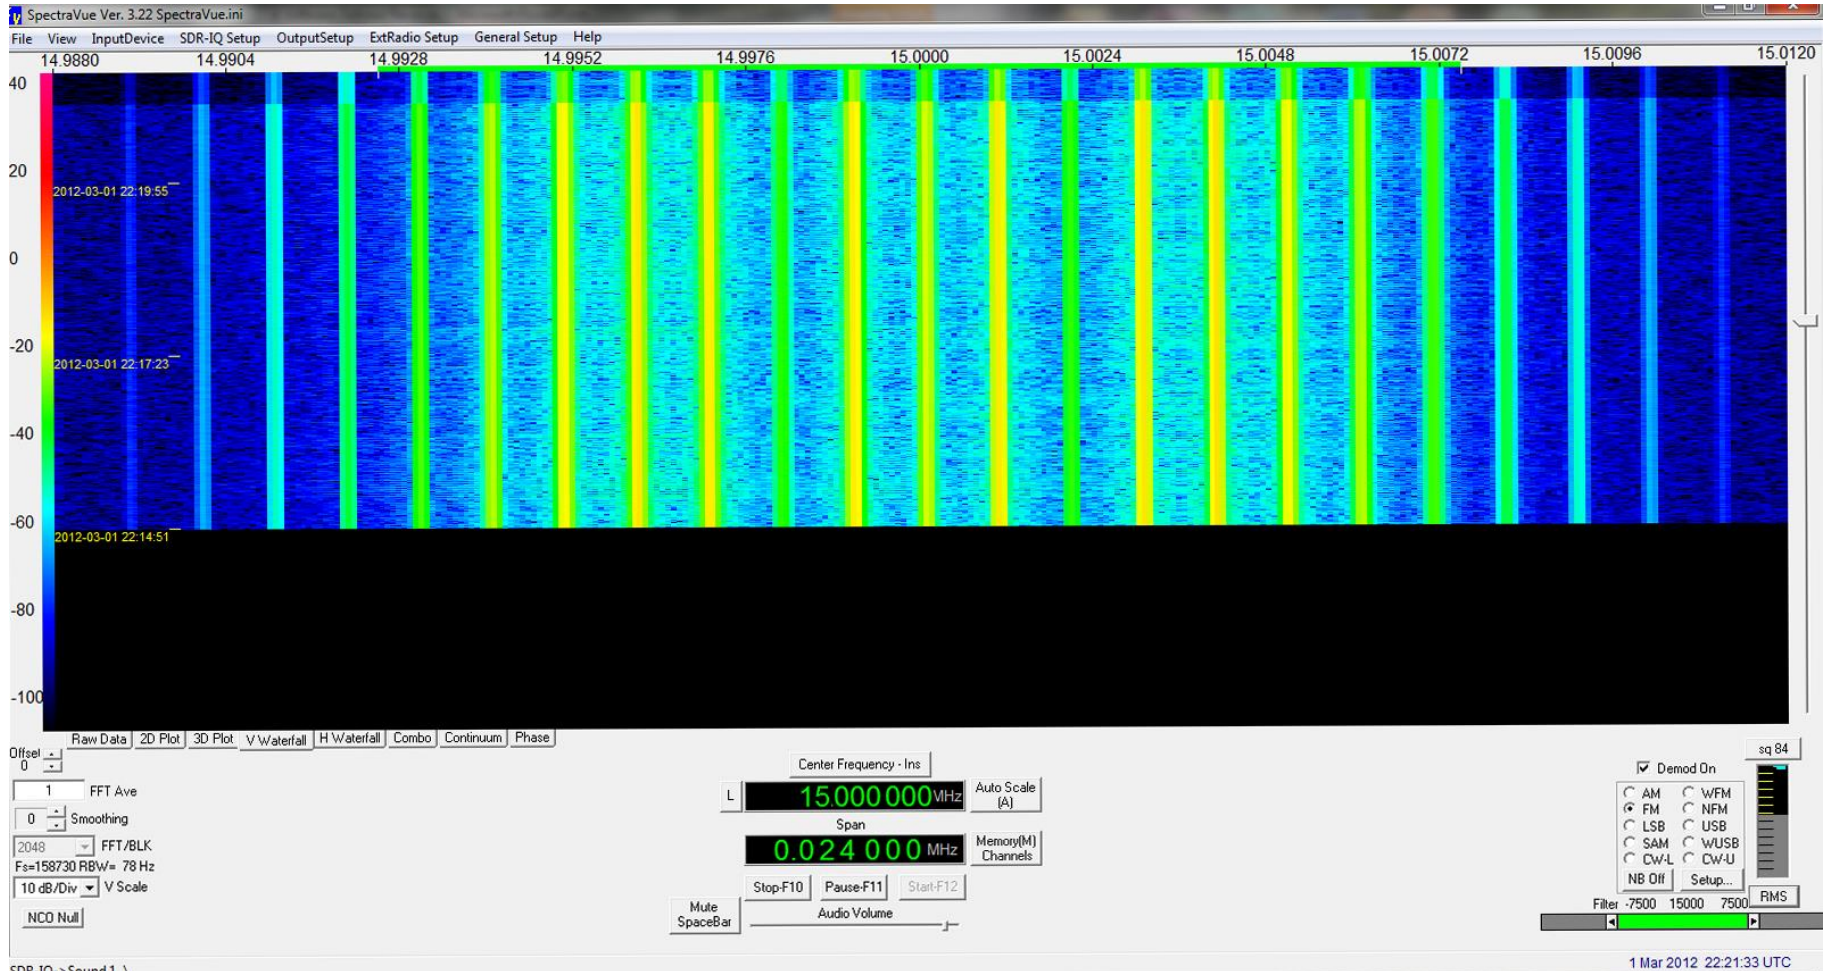 SpectraVue Ver. 3.22 SpectraVue.ini
File View InputDevice SDR-IQ Setup OutputSetup ExtRadio Setup General Setup Help
14.9880 14.9904 14.9928 14.9952 14.9976 15.0000 15.0024 15.0048 15.0072 15.0096 15.0120
40
20
2012-03-01 22:19:55
0
-20
2012-03-01 22:17:23
-40
-60
2012-03-01 22:14:51
-80
-100
Raw Data 2D Plot 3D Plot V Waterfall H Waterfall Combo Continuum Phase
Offset
0
1 FFT Ave
0 Smoothing
2048 FFT/BLK
Fs=158730 RBW= 78 Hz
10 dB/Div V Scale
NCO Null
Center Frequency - Ins
L 15.000 000 MHz Auto Scale
(A)
Span
0.024 000 MHz Memory(M)
Channels
Stop-F10 Pause-F11 Start-F12
Mute
SpaceBar
Audio Volume
sq 84
Demod On
AM WFM
FM NFM
LSB USB
SAM WUSB
CW-L CW-U
NB Off Setup...
RMS
Filter -7500 15000 7500
SDR-IQ->Sound 1
1 Mar 2012 22:21:33 UTC